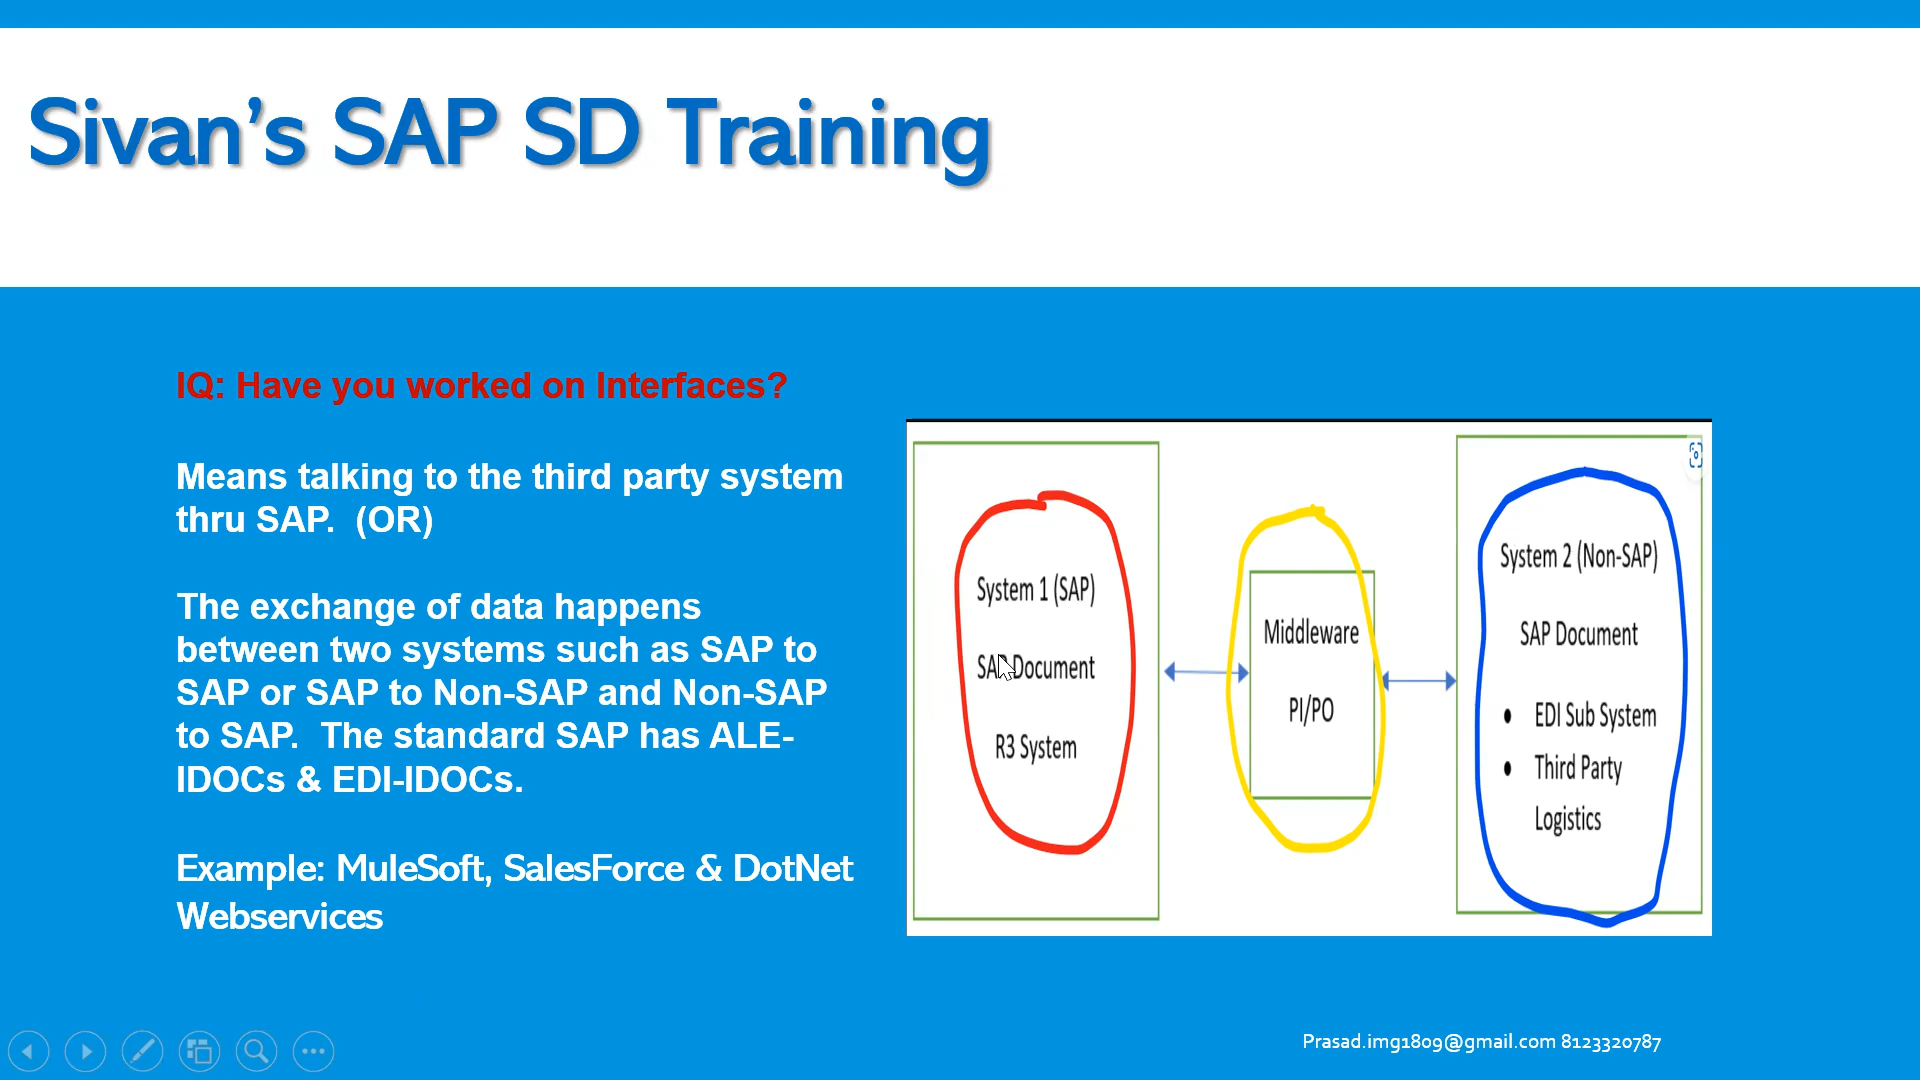 Sivan’s SAP SD Training
IQ: Have you worked on Interfaces?
Means talking to the third party system
thru SAP.  (OR)
The exchange of data happens
between two systems such as SAP to
SAP or SAP to Non-SAP and Non-SAP
to SAP.  The standard SAP has ALE-
IDOCs & EDI-IDOCs.
Example: MuleSoft, SalesForce & DotNet
Webservices
System 1 (SAP)
SAP Document
R3 System
Middleware
PI/PO
System 2 (Non-SAP)
SAP Document
• EDI Sub System
• Third Party
Logistics
Prasad.img1809@gmail.com 8123320787